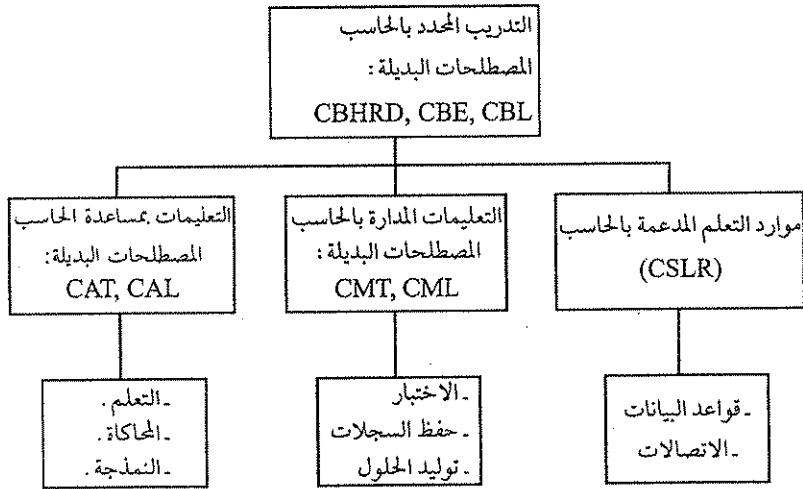 التدريب المحدد بالحاسب
المصطلحات البديلة :
CBHRD, CBE, CBL
موارد التعلم المدعمة بالحاسب
(CSLR)
التعليمات المدارة بالحاسب
المصطلحات البديلة :
CMT, CML
التعليمات بمساعدة الحاسب
المصطلحات البديلة:
CAT, CAL
ـ قواعد البيانات
ـ الاتصالات
ـ الاختبار
ـ حفظ السجلات
ـ توليد الحلول
ـ التعلم .
ـ المحاكاة .
ـ النمذجة .